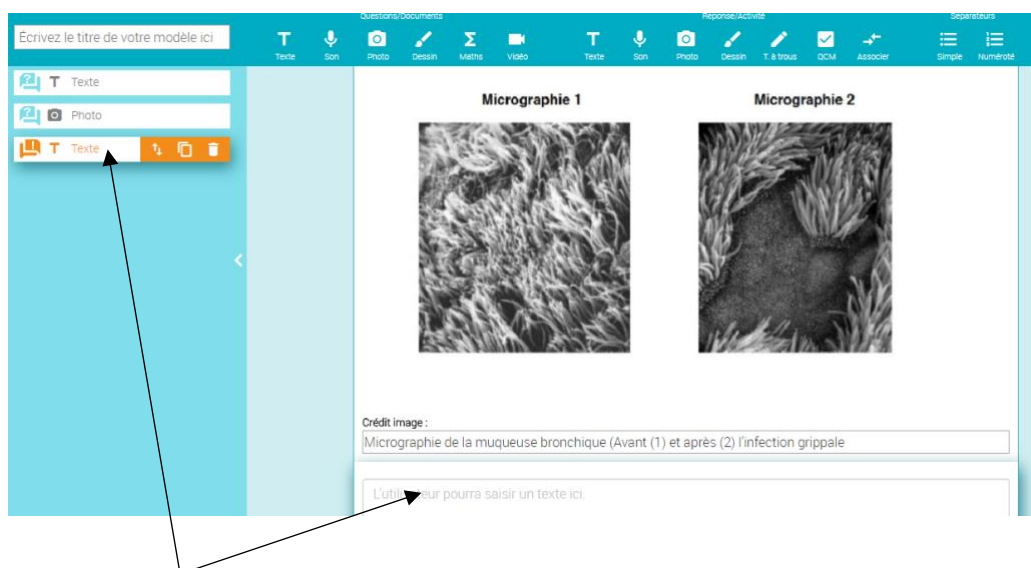 Questions/Documents
Réponse/Activité
Séparateurs
Écrivez le titre de votre modèle ici
Texte
Son
Photo
Dessin
Maths
Vidéo
Texte
Son
Photo
Dessin
T. à trous
QCM
Associer
Simple
Numéroté
Texte
Photo
Texte
Micrographie 1
Micrographie 2
Crédit image :
Micrographie de la muqueuse bronchique (Avant (1) et après (2) l'infection grippale
L'utilisateur pourra saisir un texte ici